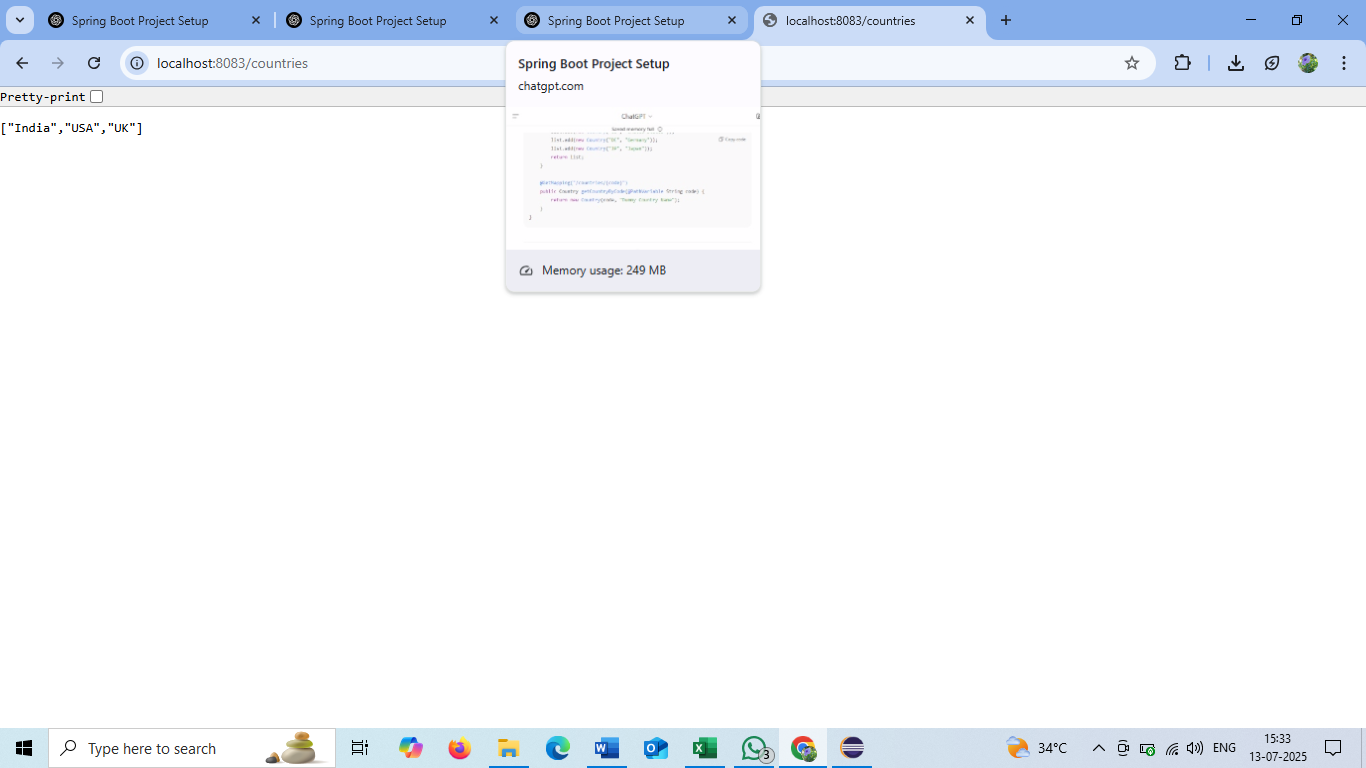 Spring Boot Project Setup
Spring Boot Project Setup
Spring Boot Project Setup
localhost:8083/countries
localhost:8083/countries
Pretty-print
["India","USA","UK"]
Spring Boot Project Setup
chatgpt.com
ChatGPT
Saved memory full
Copy code
list.add(new Country("DE", "Germany"));
list.add(new Country("JP", "Japan"));
return list;
}
public Country getCountryByCode(@PathVariable String code) {
return new Country(code, "Dummy Country Name");
}
}
Memory usage: 249 MB
Type here to search
3
34°C
ENG
15:33
13-07-2025